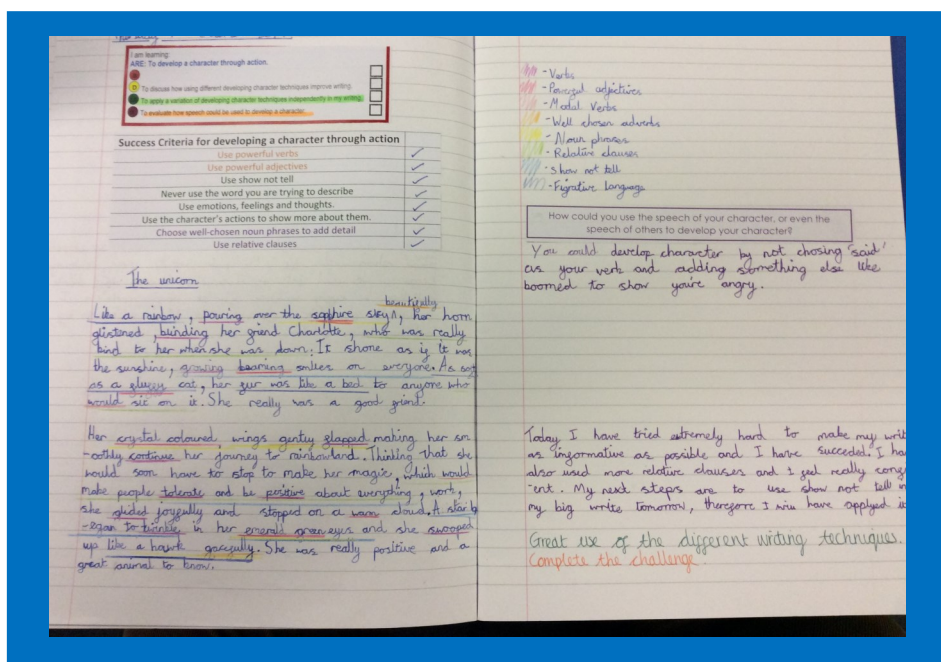 I am learning:
ARE: To develop a character through action.
To discuss how using different developing character techniques improve writing.
To apply a variation of developing character techniques independently in my writing.
To evaluate how speech could be used to develop a character.
Success Criteria for developing a character through action
Use powerful verbs
Use powerful adjectives
Use show not tell
Never use the word you are trying to describe
Use emotions, feelings and thoughts.
Use the character's actions to show more about them.
Choose well-chosen noun phrases to add detail
Use relative clauses
The unicorn
beautifully
Like a rainbow, pouring over the sapphire sky^, her horn
glistened, blinding her friend Charlotte, who was really
kind to her when she was down. It shone as if it was
the sunshine, growing beaming smiles on everyone. As sof
as a fluffy cat, her fur was like a bed to anyone who
would sit on it. She really was a good friend.
Her crystal coloured, wings gently flapped making her sm
-oothly continue her journey to rainbowland. Thinking that she
would soon have to stop to make her magic, which would
make people tolerate and be positive about everything, work,
she glided joyfully and stopped on a warm cloud. A star b
-egan to twinkle in her emerald green eyes and she swooped
up like a hawk gracefully. She was really positive and a
great animal to know.
- Verbs
- Powerful adjectives
- Modal Verbs
- Well chosen adverbs
- Noun phrases
- Relative clauses
- Show not tell
- Figrative language
How could you use the speech of your character, or even the
speech of others to develop your character?
You could develop character by not chosing 'said'
as your verb and adding something else like
boomed to show you're angry.
Today I have tried extremely hard to make my writ
as informative as possible and I have succeded. I ha
also used more relative clauses and I feel really cong
-ent. My next steps are to use show not tell in
my big write tomorrow, therefore I will have applyed it
Great use of the different writing techniques.
Complete the challenge.